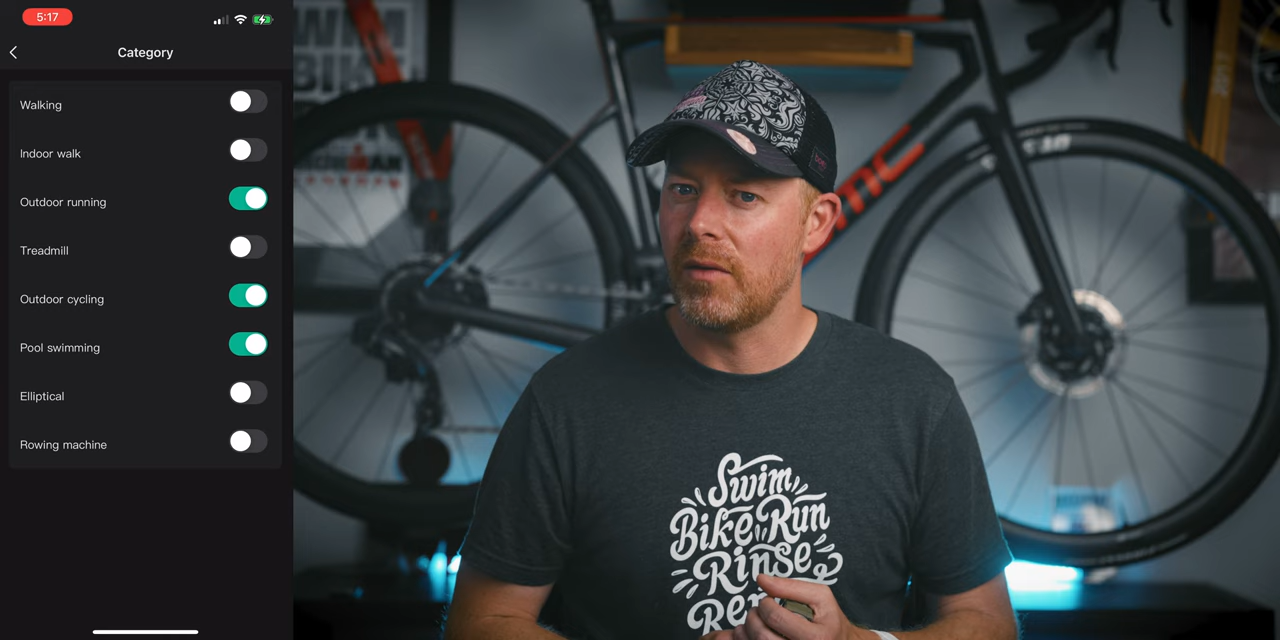 5:17
Category
Walking
Indoor walk
Outdoor running
Treadmill
Outdoor cycling
Pool swimming
Elliptical
Rowing machine
Swim
Bike Run
Rinse